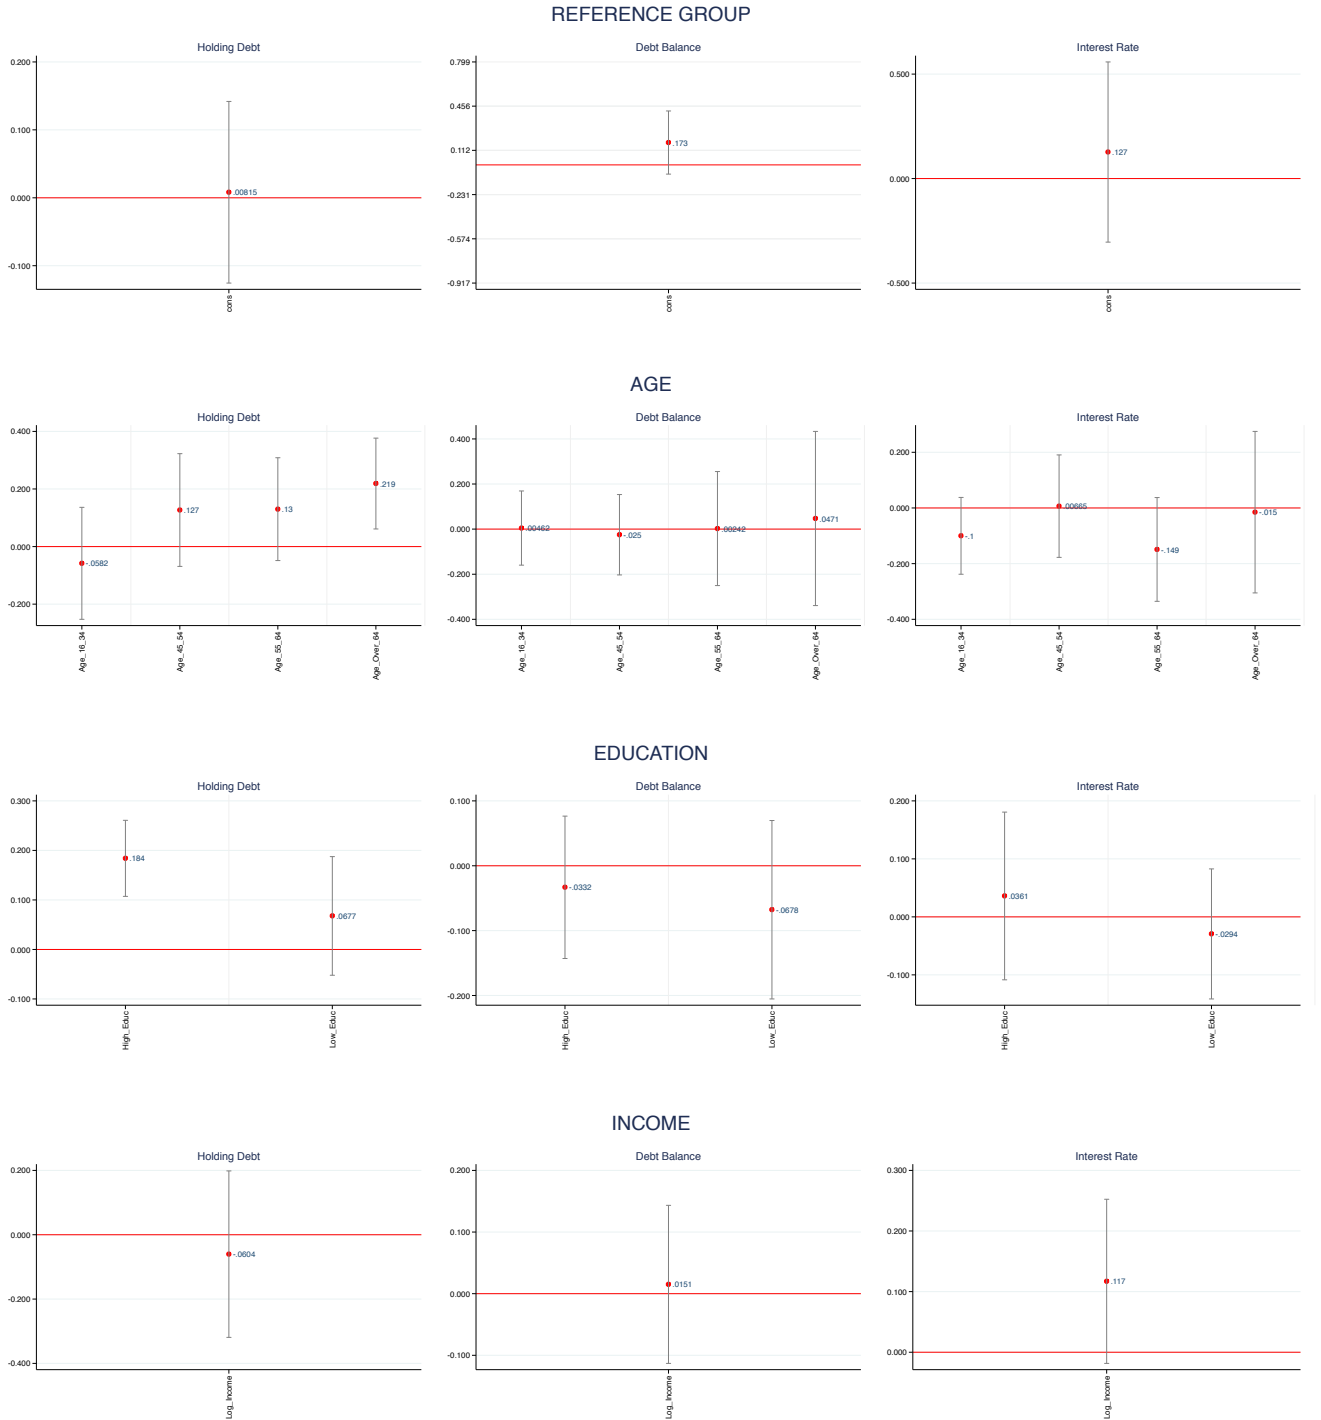 REFERENCE GROUP
Holding Debt
0.200
0.100
0.000
-0.100
.00815
cons
Debt Balance
0.799
0.456
0.112
-0.231
-0.574
-0.917
.173
cons
Interest Rate
0.500
0.000
-0.500
.127
cons
AGE
Holding Debt
0.400
0.200
0.000
-0.200
-.0582
.127
.13
.219
Age_16_34
Age_45_54
Age_55_64
Age_Over_64
Debt Balance
0.400
0.200
0.000
-0.200
-0.400
.00462
-.025
.00242
.0471
Age_16_34
Age_45_54
Age_55_64
Age_Over_64
Interest Rate
0.200
0.000
-0.200
-0.400
-.1
.00665
-.149
-.015
Age_16_34
Age_45_54
Age_55_64
Age_Over_64
EDUCATION
Holding Debt
0.300
0.200
0.100
0.000
-0.100
.184
.0677
High_Educ
Low_Educ
Debt Balance
0.100
0.000
-0.100
-0.200
-.0332
-.0678
High_Educ
Low_Educ
Interest Rate
0.200
0.100
0.000
-0.100
.0361
-.0294
High_Educ
Low_Educ
INCOME
Holding Debt
0.200
0.000
-0.200
-0.400
-.0604
Log_Income
Debt Balance
0.200
0.100
0.000
-0.100
.0151
Log_Income
Interest Rate
0.300
0.200
0.100
0.000
.117
Log_Income